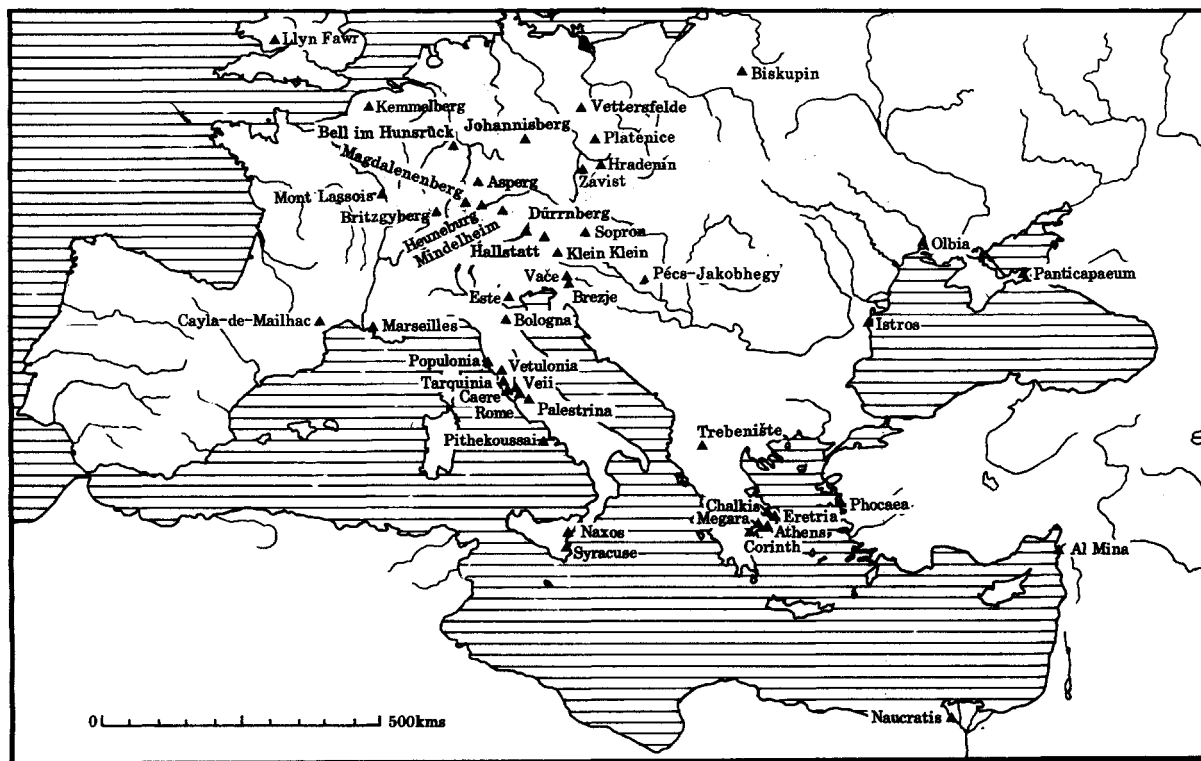 Llyn Fawr
Biskupin
Kemmelberg
Vettersfelde
Bell im Hunsrück
Johannisberg
Platěnice
Magdalenenberg
Hradenín
Závist
Asperg
Mont Lassois
Britzgyberg
Heuneburg
Mindelheim
Dürrnberg
Sopron
Hallstatt
Klein Klein
Olbia
Panticapaeum
Vače
Pécs-Jakobhegy
Este
Brezje
Cayla-de-Mailhac
Marseilles
Bologna
Istros
Populonia
Vetulonia
Tarquinia
Veii
Caere
Rome
Palestrina
Pithekoussai
Trebenište
Chalkis
Eretria
Phocaea
Megara
Athens
Corinth
Naxos
Syracuse
Al Mina
Naucratis
0 500kms